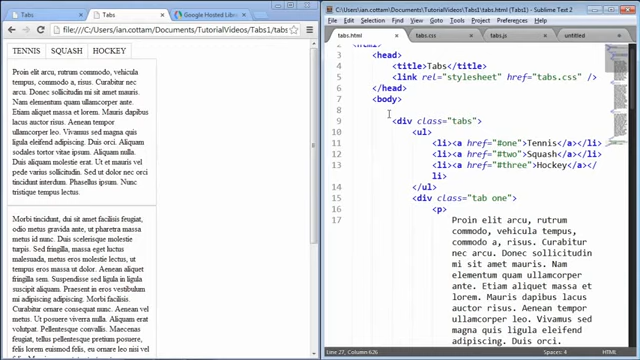 Tabs
Tabs
Google Hosted Libr
users/ian.cottam/Documents/TutorialVideos/Tabs1/tabs.html
TENNIS SQUASH HOCKEY
Proin elit arcu, rutrum commodo, vehicula
tempus, commodo a, risus. Curabitur nec
arcu. Donec sollicitudin mi sit amet mauris.
Nam elementum quam ullamcorper ante.
Etiam aliquet massa et lorem. Mauris dapibus
lacus auctor risus. Aenean tempor
ullamcorper leo. Vivamus sed magna quis
ligula eleifend adipiscing. Duis orci. Aliquam
sodales tortor vitae ipsum. Aliquam nulla.
Duis aliquam molestie erat. Ut et mauris vel
pede varius sollicitudin. Sed ut dolor nec orci
tincidunt interdum. Phasellus ipsum. Nunc
tristique tempus lectus.
Morbi tincidunt, dui sit amet facilisis feugiat,
odio metus gravida ante, ut pharetra massa
metus id nunc. Duis scelerisque molestie
turpis. Sed fringilla, massa eget luctus
malesuada, metus eros molestie lectus, ut
tempus eros massa ut dolor. Aenean aliquet
fringilla sem. Suspendisse sed ligula in ligula
suscipit aliquam. Praesent in eros vestibulum
mi adipiscing adipiscing. Morbi facilisis.
Curabitur ornare consequat nunc. Aenean vel
metus. Ut posuere viverra nulla. Aliquam erat
volutpat. Pellentesque convallis. Maecenas
feugiat, tellus pellentesque pretium posuere,
felis lorem euismod felis, eu ornare leo nisi
C:\Users\ian.cottam\Documents\TutorialVideos\Tabs1\tabs.html (Tabs) - Sublime Text 2
File Edit Selection Find View Goto Tools Project Preferences Help
tabs.html tabs.css tabs.js untitled
2 <html>
3 <head>
4 <title>Tabs</title>
5 <link rel="stylesheet" href="tabs.css" />
6 </head>
7 <body>
8
9 <div class="tabs">
10 <ul>
11 <li><a href="#one">Tennis</a></li>
12 <li><a href="#two">Squash</a></li>
13 <li><a href="#three">Hockey</a></
li>
14 </ul>
15 <div class="tab one">
16 <p>
17 Proin elit arcu, rutrum
commodo, vehicula tempus,
commodo a, risus. Curabitur
nec arcu. Donec sollicitudin
mi sit amet mauris. Nam
elementum quam ullamcorper
ante. Etiam aliquet massa et
lorem. Mauris dapibus lacus
auctor risus. Aenean tempor
ullamcorper leo. Vivamus sed
magna quis ligula eleifend
adipiscing. Duis orci.
Line 27, Column 626
HTML